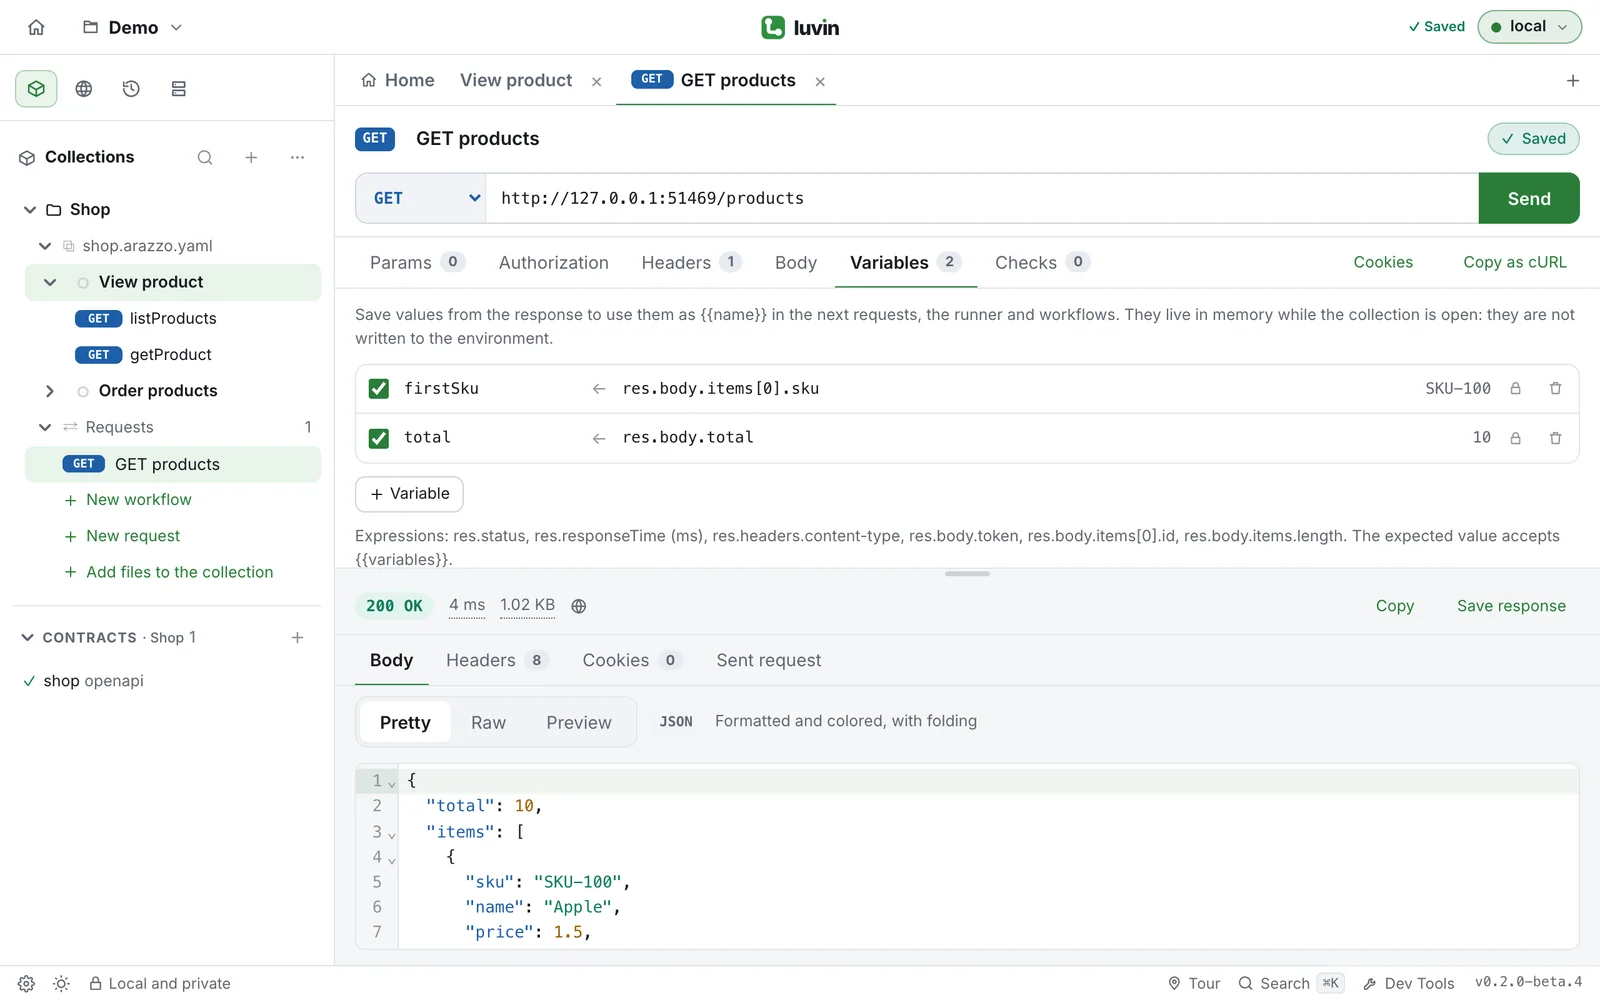 Demo
luvin
Saved
local
Home
View product
GET GET products
Collections
GET GET products
Saved
Shop
GET http://127.0.0.1:51469/products Send
shop.arazzo.yaml
View product
GET listProducts
GET getProduct
Order products
Requests 1
GET GET products
New workflow
New request
Add files to the collection
CONTRACTS · Shop 1
shop openapi
Params 0 Authorization Headers 1 Body Variables 2 Checks 0 Cookies Copy as cURL
Save values from the response to use them as {{name}} in the next requests, the runner and workflows. They live in memory while the collection is open: they are not
written to the environment.
firstSku ← res.body.items[0].sku SKU-100
total ← res.body.total 10
+ Variable
Expressions: res.status, res.responseTime (ms), res.headers.content-type, res.body.token, res.body.items[0].id, res.body.items.length. The expected value accepts
{{variables}}.
200 OK 4 ms 1.02 KB Copy Save response
Body Headers 8 Cookies 0 Sent request
Pretty Raw Preview JSON Formatted and colored, with folding
1 {
2 "total": 10,
3 "items": [
4 {
5 "sku": "SKU-100",
6 "name": "Apple",
7 "price": 1.5,
Local and private
Tour Search ⌘K Dev Tools v0.2.0-beta.4